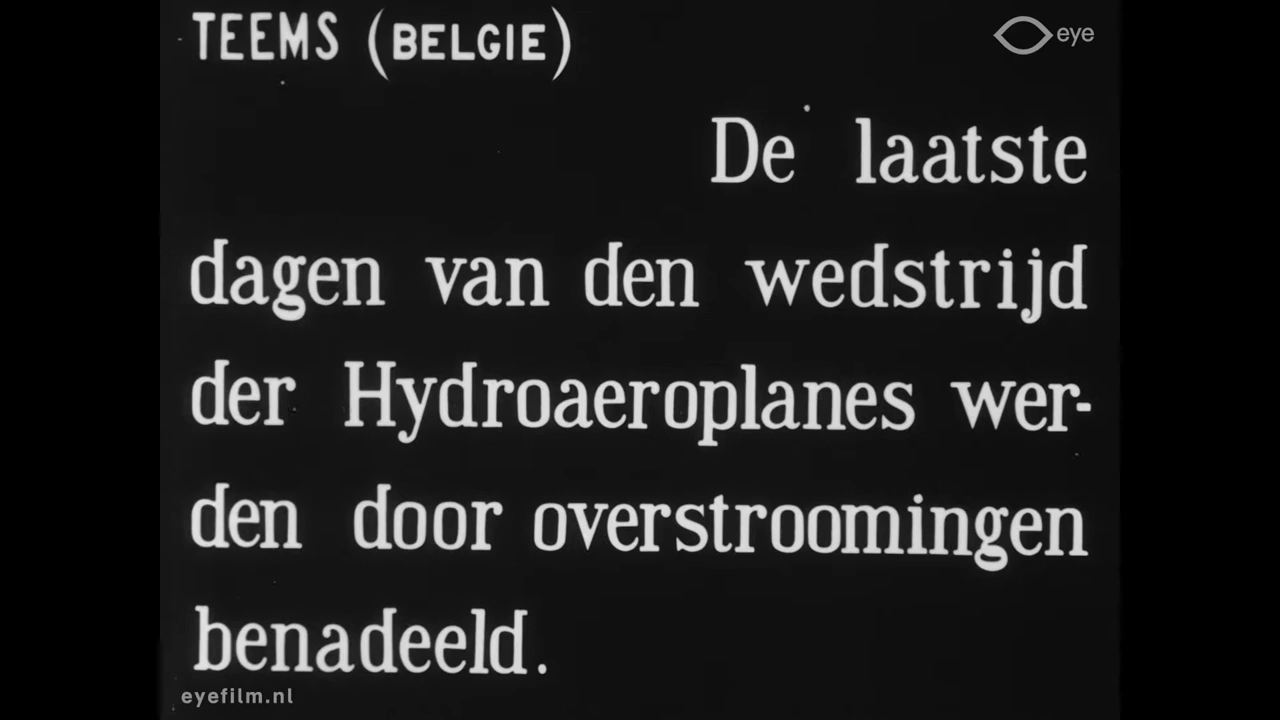 TEEMS (BELGIE)
eye
De laatste
dagen van den wedstrijd
der Hydroaeroplanes wer-
den door overstroomingen
benadeeld.
eyefilm.nl